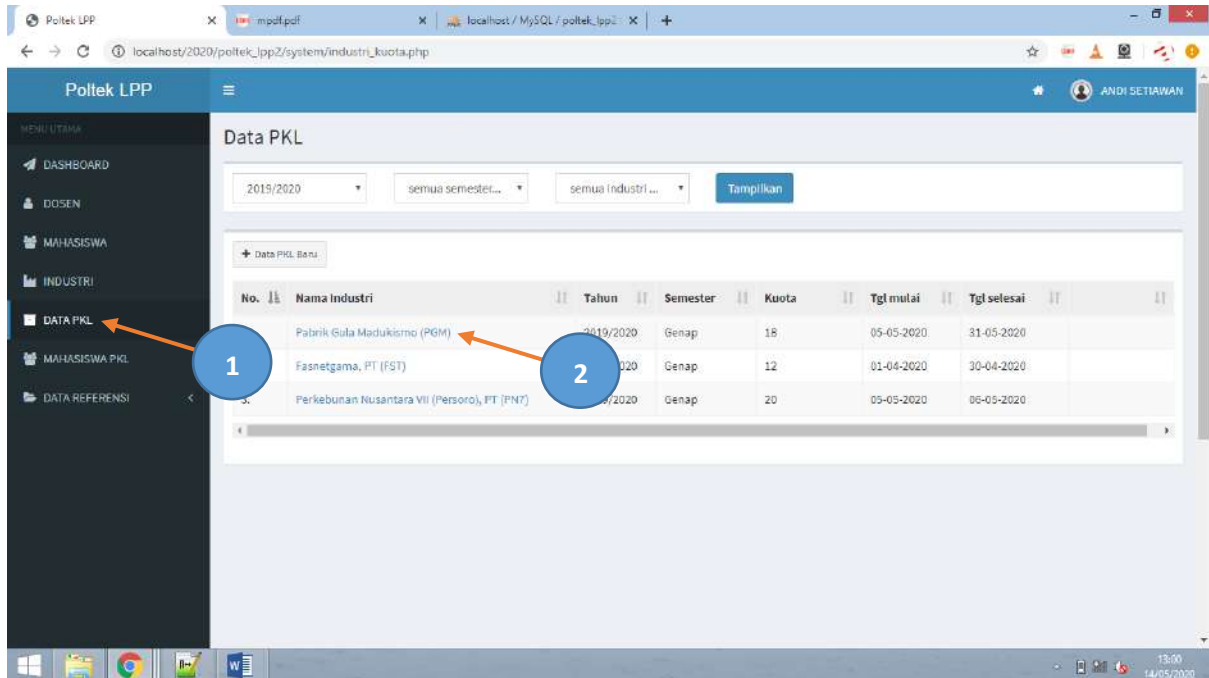 Poltek LPP
mpdf.pdf
localhost / MySQL / poltek_lpp2
localhost/2020/poltek_lpp2/system/industri_kuota.php
Poltek LPP
ANDI SETIAWAN
MENU UTAMA
Data PKL
DASHBOARD
2019/2020 semua semester... semua industri ... Tampilkan
DOSEN
MAHASISWA
+ Data PKL Baru
INDUSTRI
No. Nama Industri Tahun Semester Kuota Tgl mulai Tgl selesai
DATA PKL
Pabrik Gula Madukismo (PGM) 2019/2020 Genap 18 05-05-2020 31-05-2020
MAHASISWA PKL
1
2
Fasnetgama, PT (FST) 20 Genap 12 01-04-2020 30-04-2020
DATA REFERENSI
3. Perkebunan Nusantara VII (Persoro), PT (PN7) /2020 Genap 20 05-05-2020 06-05-2020
13:00
14/05/2020